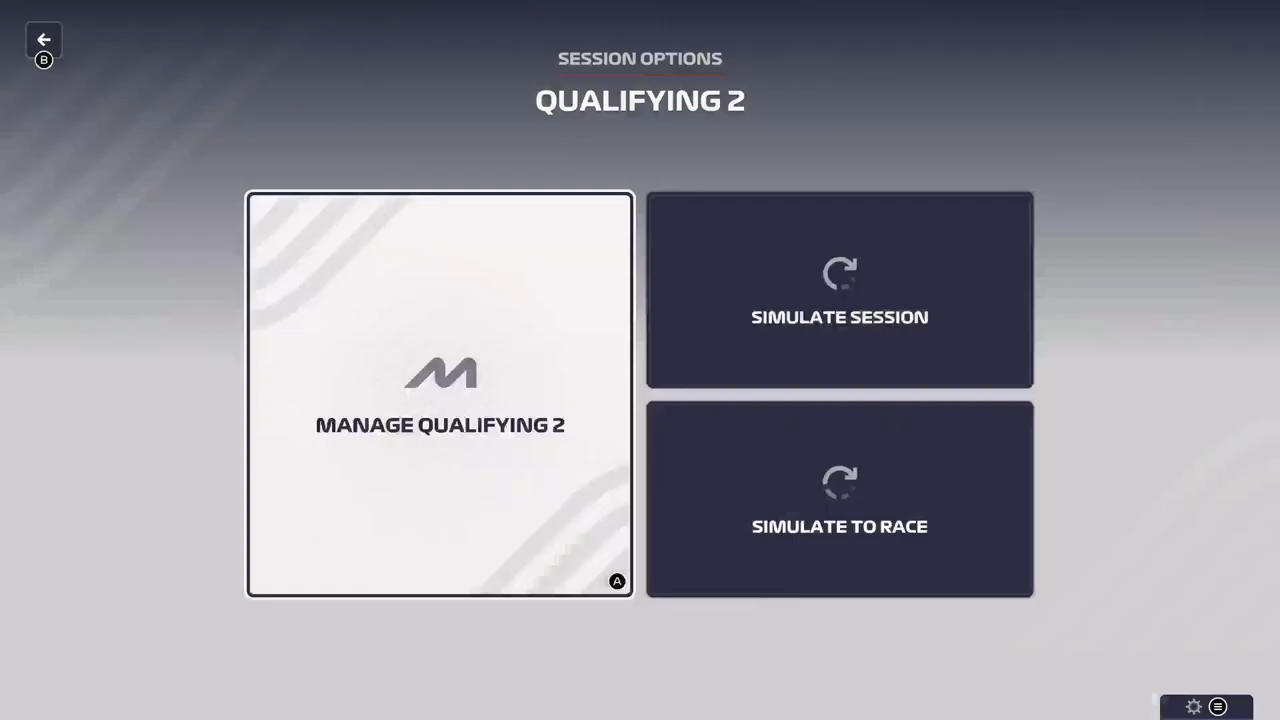 B
SESSION OPTIONS
QUALIFYING 2
MANAGE QUALIFYING 2
A
SIMULATE SESSION
SIMULATE TO RACE